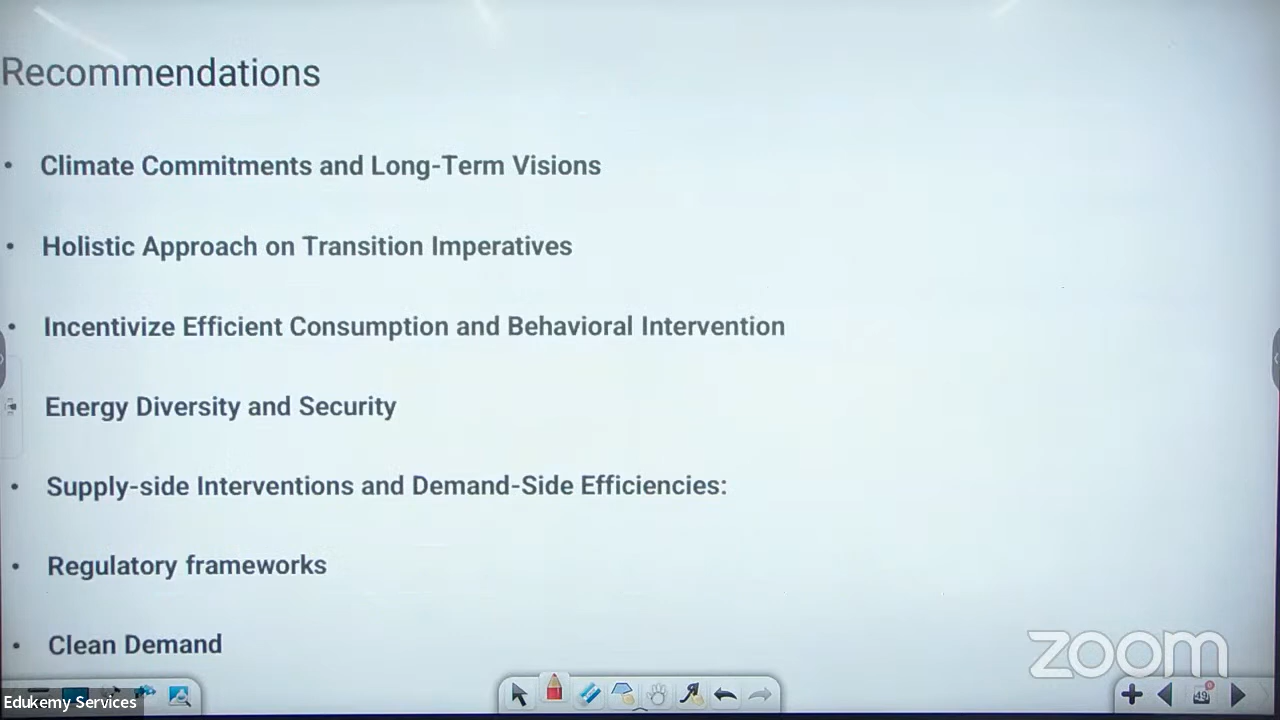 Recommendations
• Climate Commitments and Long-Term Visions
• Holistic Approach on Transition Imperatives
• Incentivize Efficient Consumption and Behavioral Intervention
Energy Diversity and Security
• Supply-side Interventions and Demand-Side Efficiencies:
• Regulatory frameworks
• Clean Demand
zoom
Edukemy Services
49